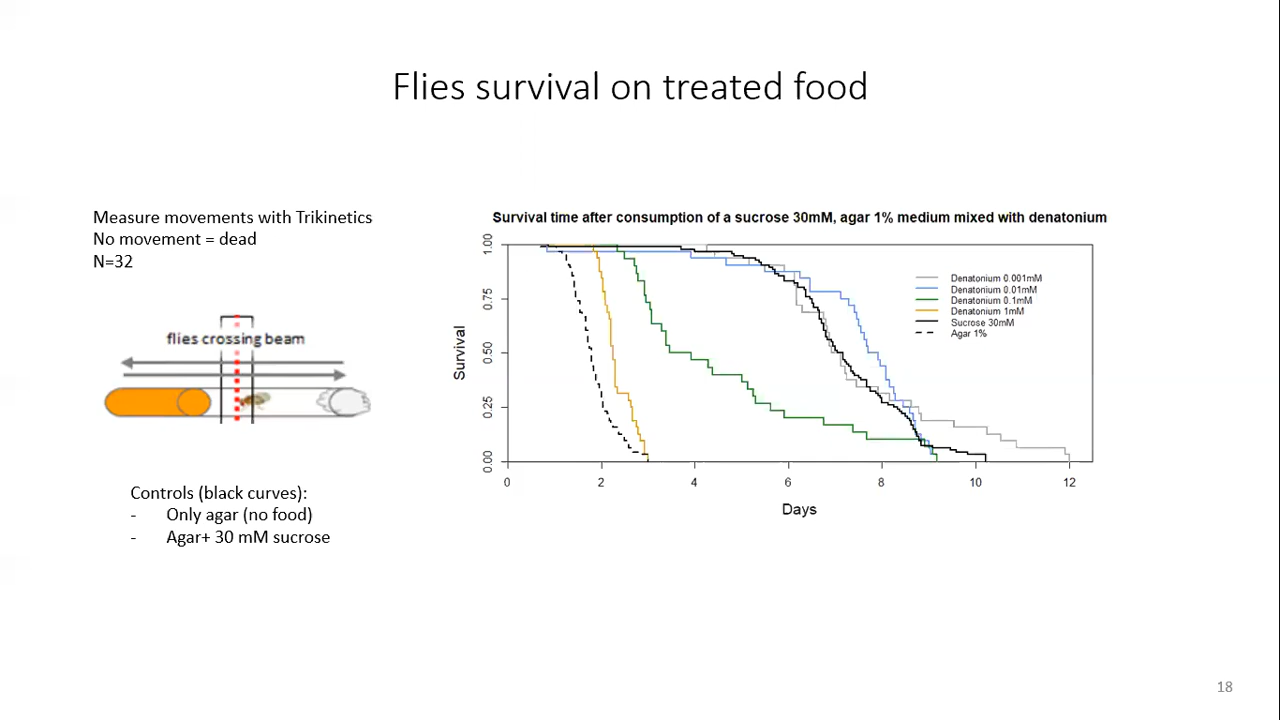 Flies survival on treated food
Measure movements with Trikinetics
No movement = dead
N=32
flies crossing beam
Controls (black curves):
- Only agar (no food)
- Agar+ 30 mM sucrose
Survival time after consumption of a sucrose 30mM, agar 1% medium mixed with denatonium
Survival
1.00
0.75
0.50
0.25
0.00
Denatonium 0.001mM
Denatonium 0.01mM
Denatonium 0.1mM
Denatonium 1mM
Sucrose 30mM
Agar 1%
0 2 4 6 8 10 12
Days
18